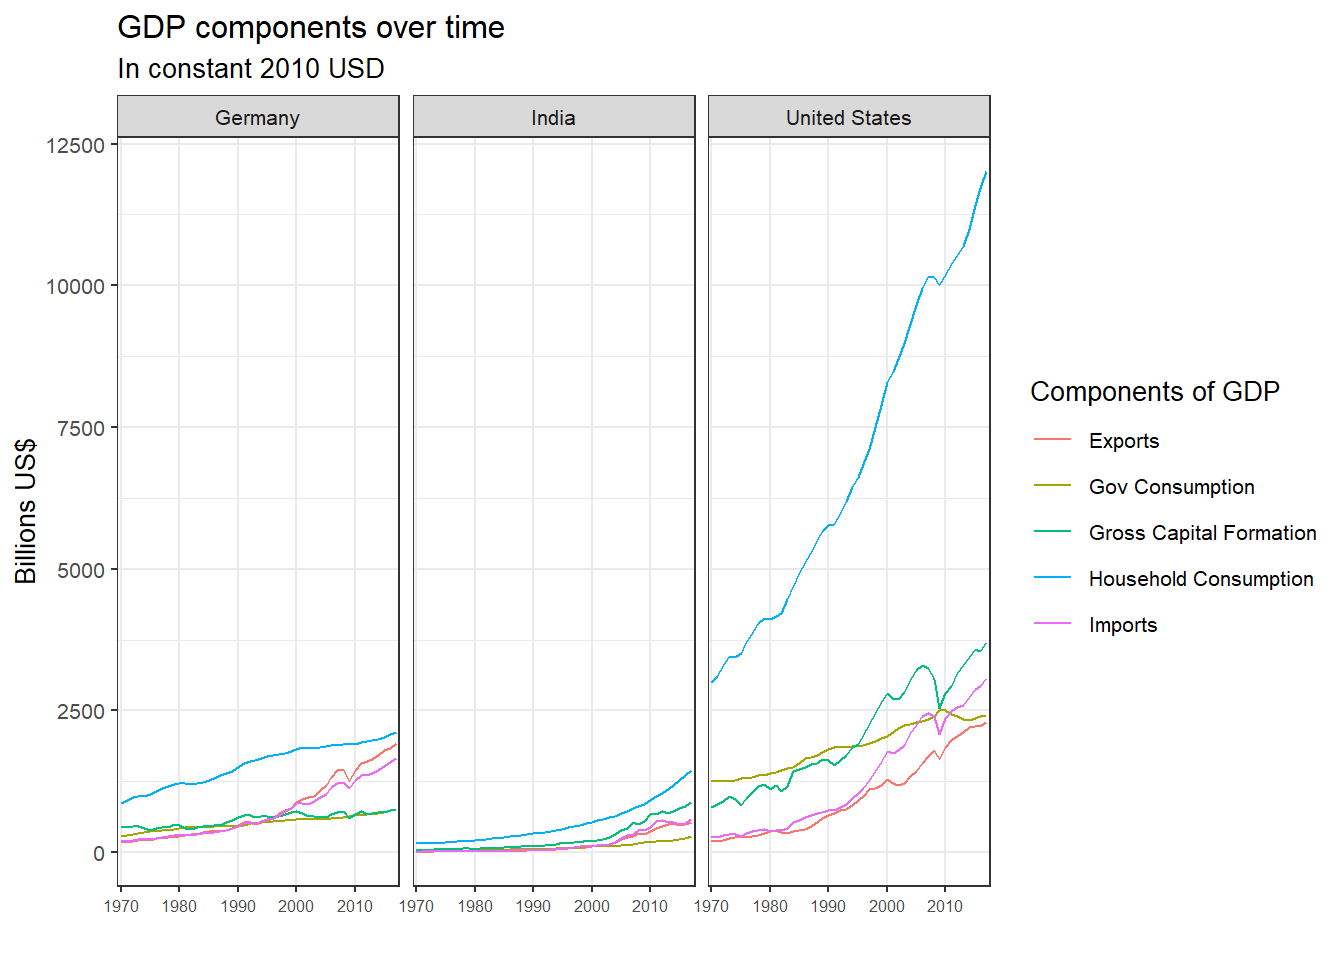 GDP components over time
In constant 2010 USD
Germany
India
United States
12500
10000
7500
5000
2500
0
Billions US$
1970 1980 1990 2000 2010
1970 1980 1990 2000 2010
1970 1980 1990 2000 2010
Components of GDP
Exports
Gov Consumption
Gross Capital Formation
Household Consumption
Imports